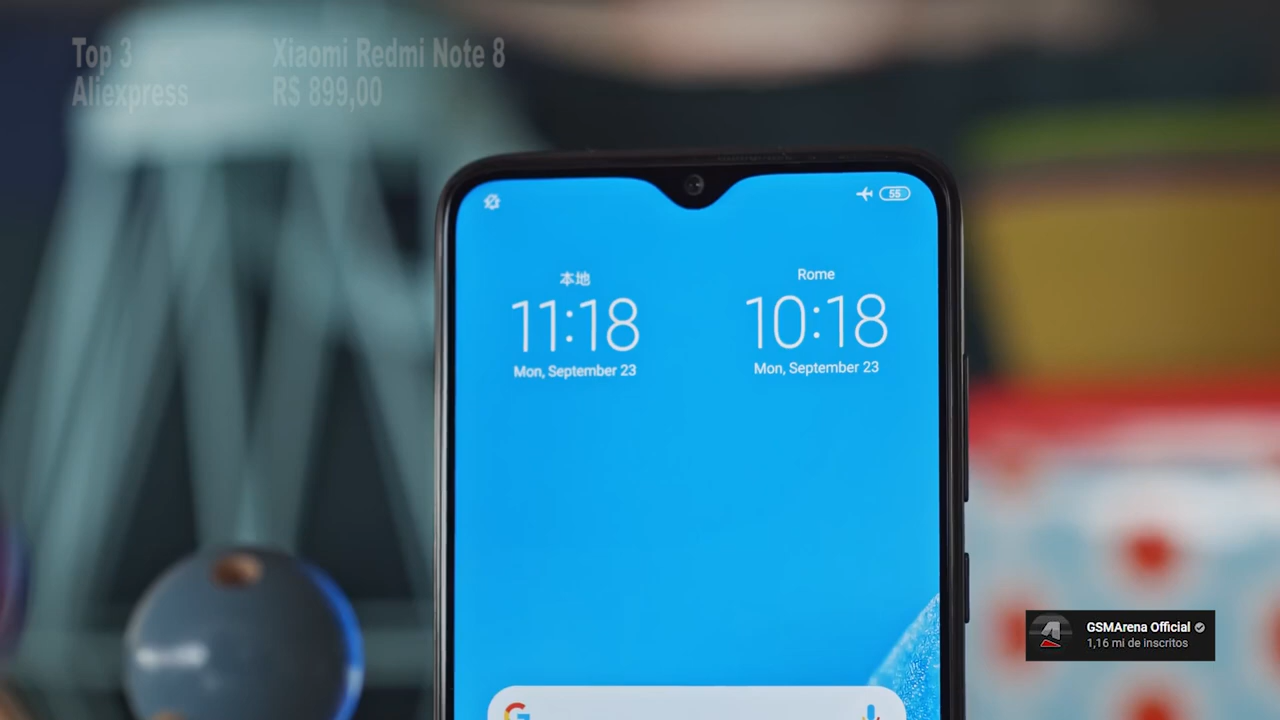 Top 3
Aliexpress
Xiaomi Redmi Note 8
R$ 899,00
55
本地
11:18
Mon, September 23
Rome
10:18
Mon, September 23
GSMArena Official
1,16 mi de inscritos